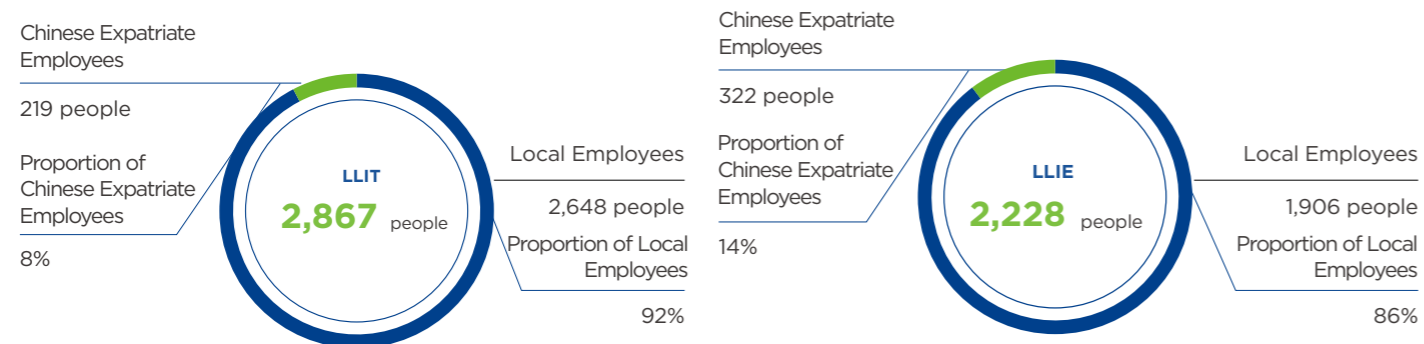 Chinese Expatriate
Employees
219 people
Proportion of
Chinese Expatriate
Employees
8%
LLIT
2,867 people
Local Employees
2,648 people
Proportion of Local
Employees
92%
Chinese Expatriate
Employees
322 people
Proportion of
Chinese Expatriate
Employees
14%
LLIE
2,228 people
Local Employees
1,906 people
Proportion of Local
Employees
86%